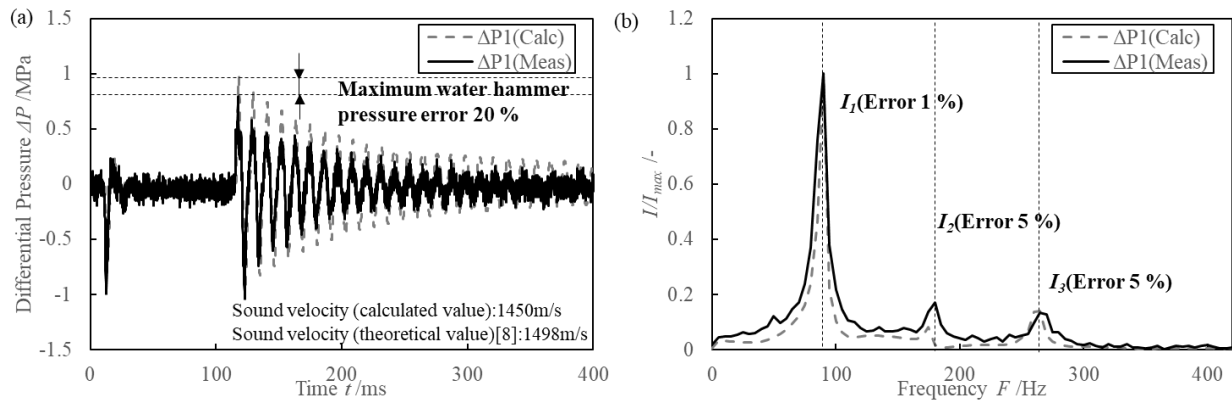 (a)
1.5
1
0.5
0
-0.5
-1
-1.5
Differential Pressure ΔP /MPa
ΔP1(Calc)
ΔP1(Meas)
Maximum water hammer
pressure error 20 %
Sound velocity (calculated value):1450m/s
Sound velocity (theoretical value)[8]:1498m/s
0 100 200 300 400
Time t /ms
(b)
1.2
1
0.8
0.6
0.4
0.2
0
I/Imax /-
ΔP1(Calc)
ΔP1(Meas)
I1(Error 1 %)
I2(Error 5 %)
I3(Error 5 %)
0 100 200 300 400
Frequency F /Hz